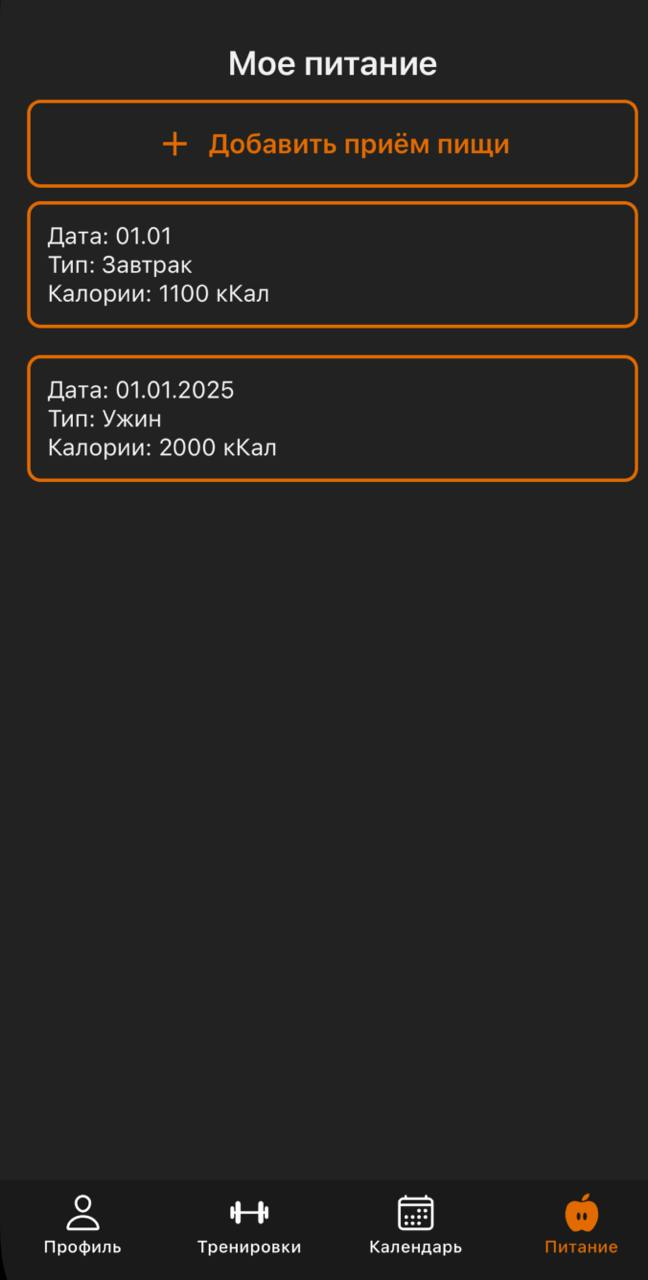 Мое питание
+ Добавить приём пищи
Дата: 01.01
Тип: Завтрак
Калории: 1100 кКал
Дата: 01.01.2025
Тип: Ужин
Калории: 2000 кКал
Профиль
Тренировки
Календарь
Питание